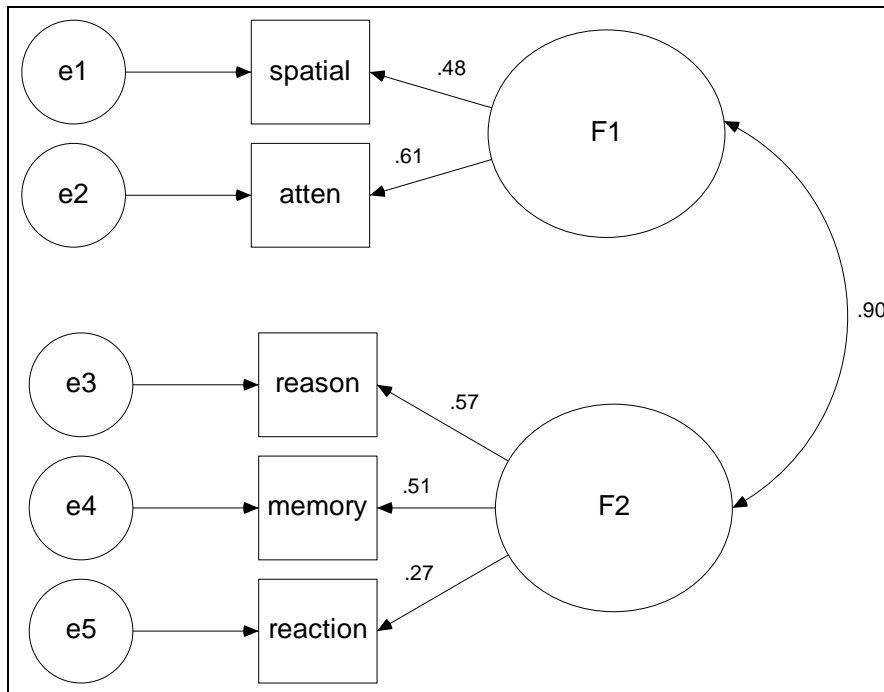 e1
spatial
.48
F1
e2
atten
.61
.90
e3
reason
.57
e4
memory
.51
F2
e5
reaction
.27